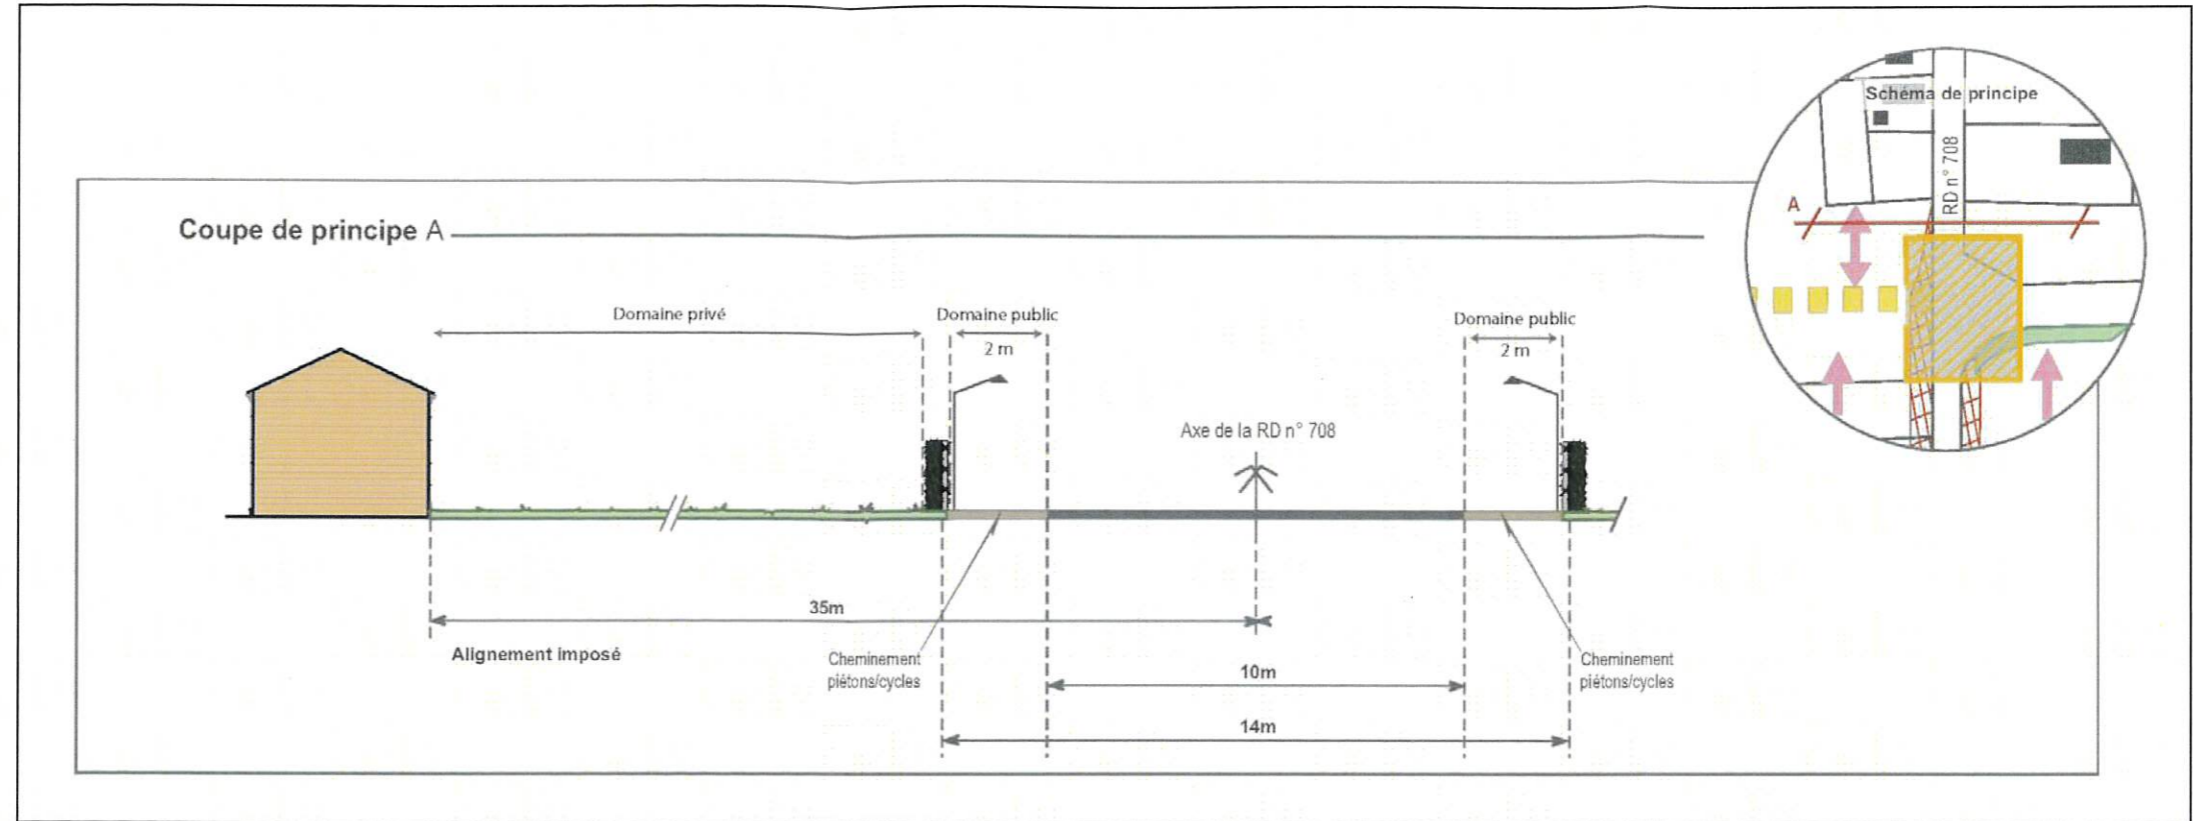 Schéma de principe
RD n° 708
A
Coupe de principe A
Domaine privé
Domaine public
2 m
Domaine public
2 m
Axe de la RD n° 708
35m
Alignement imposé
Cheminement
piétons/cycles
10m
Cheminement
piétons/cycles
14m